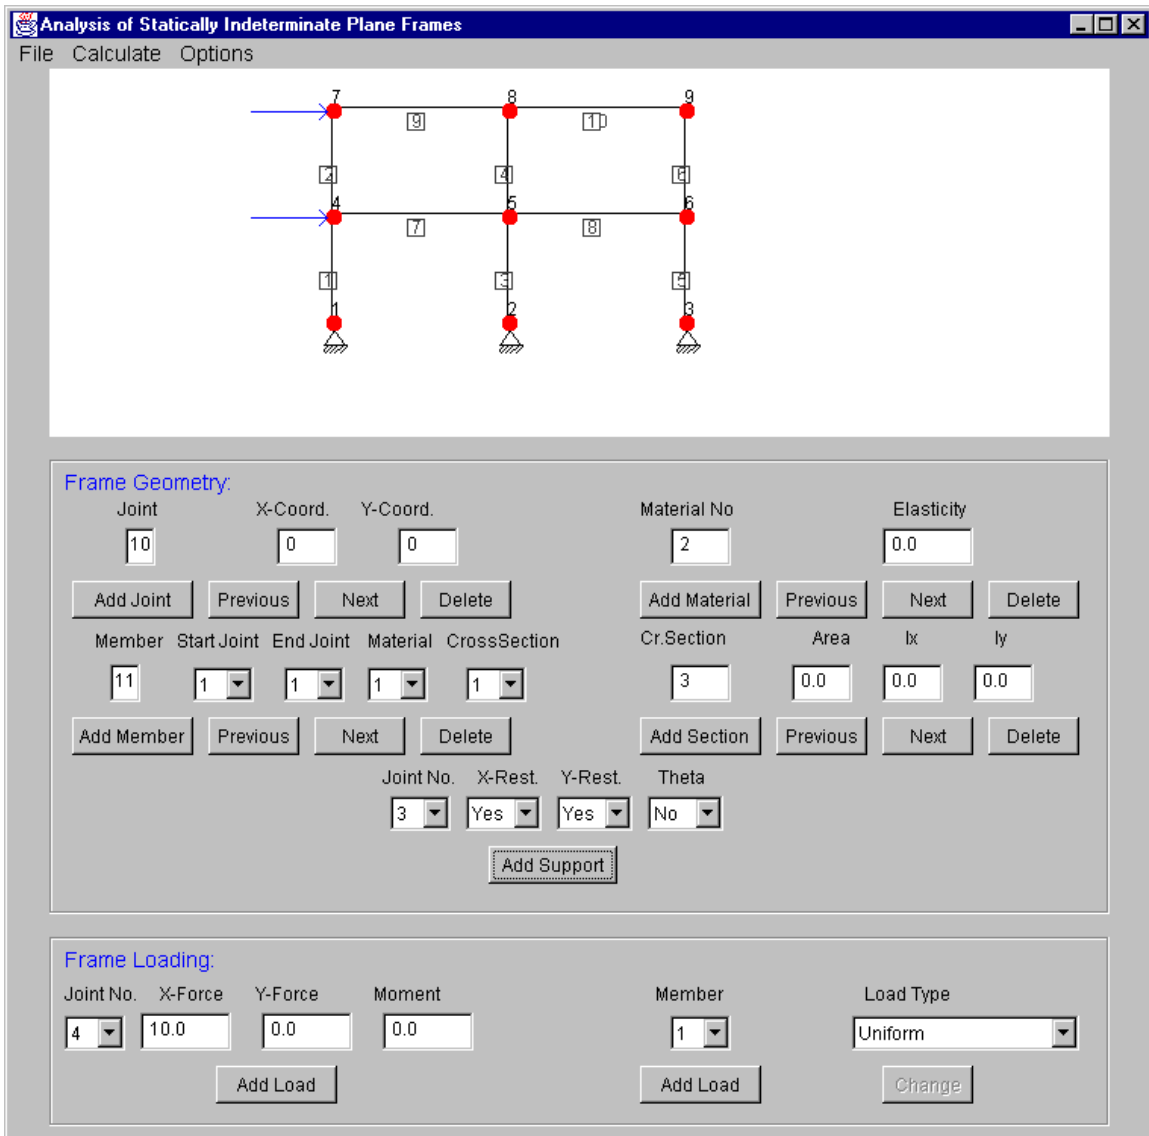 Analysis of Statically Indeterminate Plane Frames
File Calculate Options
7 8 9
9 10
2 4 6
4 5 6
7 8
1 3 5
1 2 3
Frame Geometry:
Joint X-Coord. Y-Coord. Material No Elasticity
10 0 0 2 0.0
Add Joint Previous Next Delete Add Material Previous Next Delete
Member Start Joint End Joint Material CrossSection Cr.Section Area Ix Iy
11 1 1 1 1 3 0.0 0.0 0.0
Add Member Previous Next Delete Add Section Previous Next Delete
Joint No. X-Rest. Y-Rest. Theta
3 Yes Yes No
Add Support
Frame Loading:
Joint No. X-Force Y-Force Moment Member Load Type
4 10.0 0.0 0.0 1 Uniform
Add Load Add Load Change